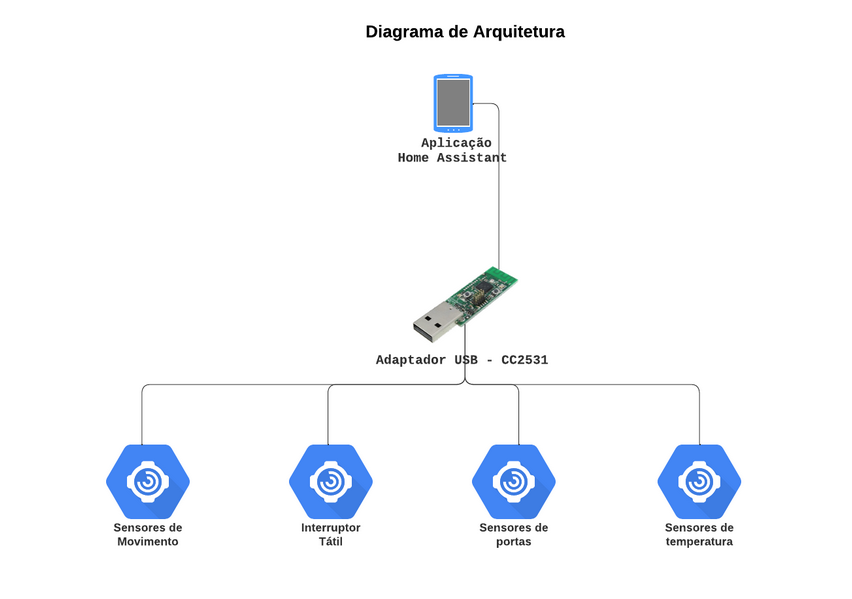 Diagrama de Arquitetura
Aplicação
Home Assistant
Adaptador USB - CC2531
Sensores de
Movimento
Interruptor
Tátil
Sensores de
portas
Sensores de
temperatura